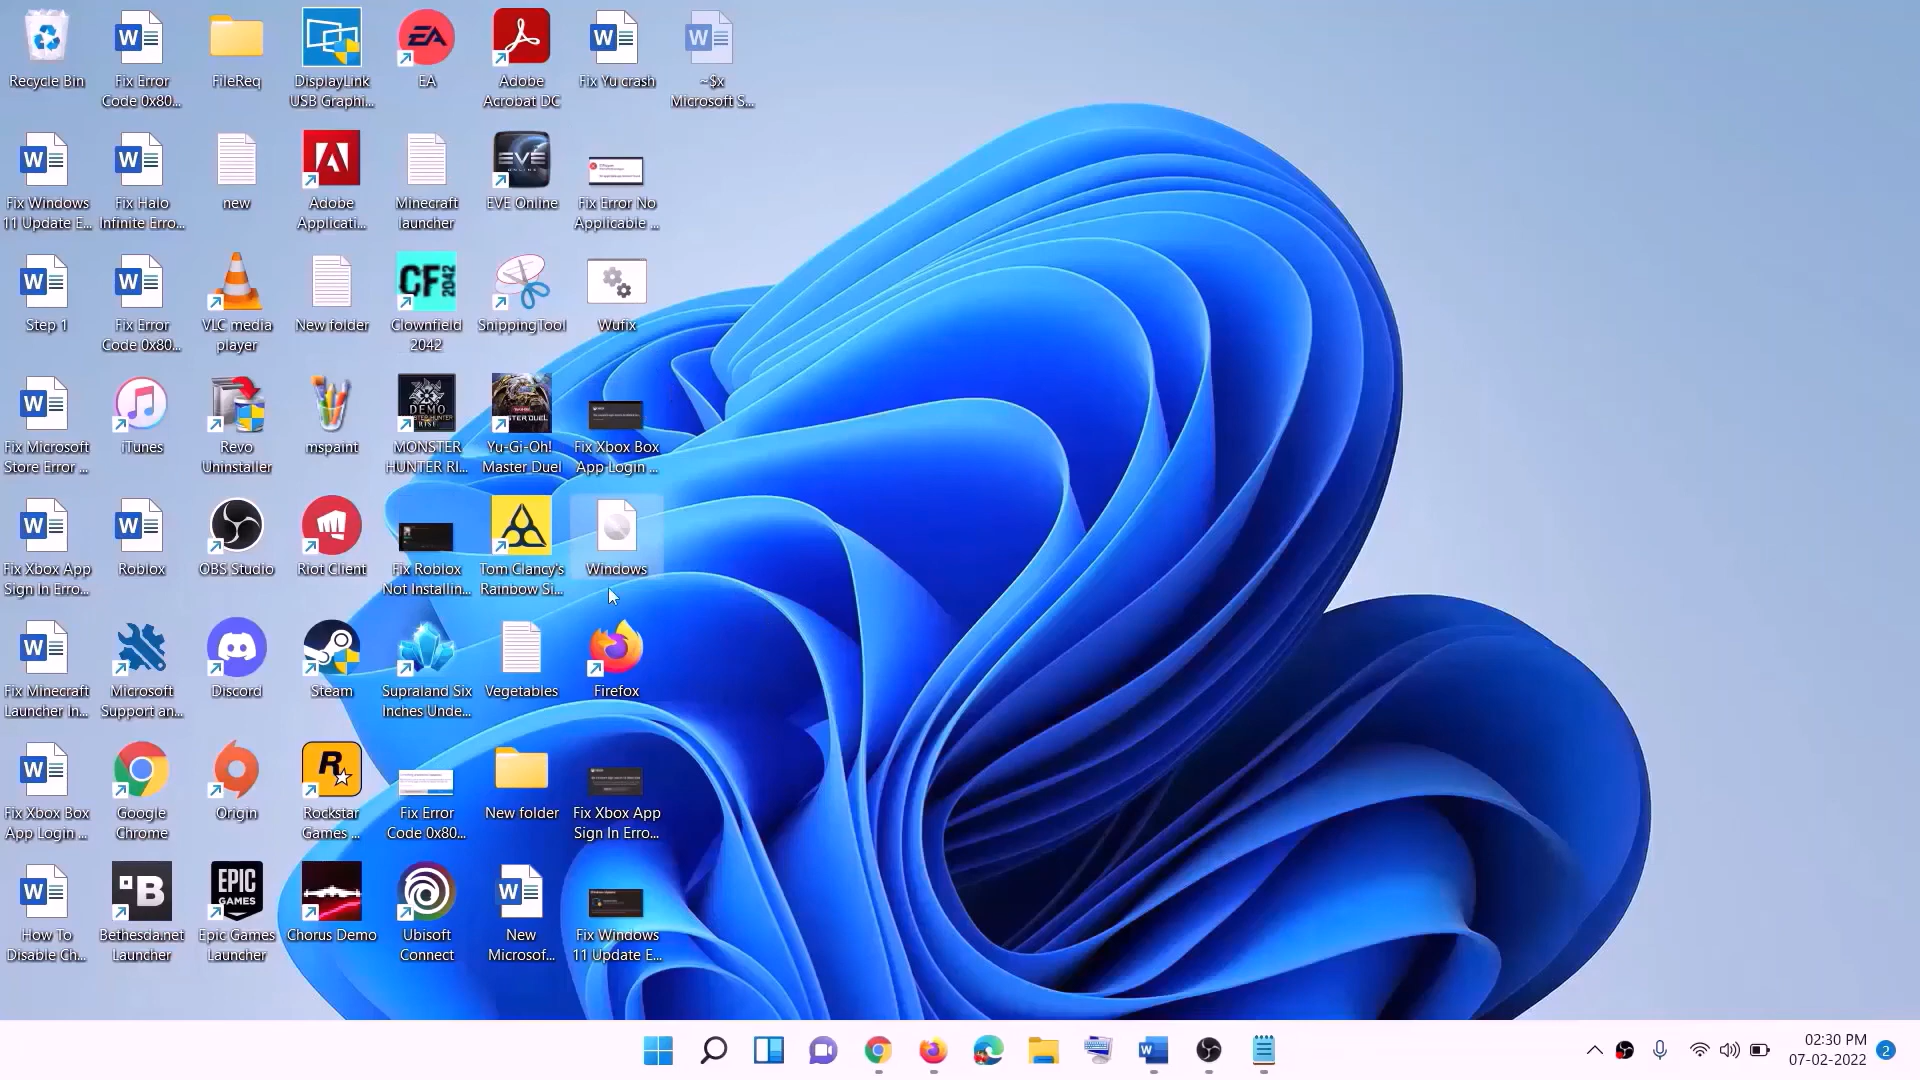 Recycle Bin
Fix Error
Code 0x80...
FileReq
DisplayLink
USB Graphi...
EA
Adobe
Acrobat DC
Fix Yu crash
~$x
Microsoft S...
Fix Windows
11 Update E...
Fix Halo
Infinite Erro...
new
Adobe
Applicati...
Minecraft
launcher
EVE Online
Fix Error No
Applicable ...
Step 1
Fix Error
Code 0x80...
VLC media
player
New folder
Clownfield
2042
SnippingTool
Wufix
Fix Microsoft
Store Error ...
iTunes
Revo
Uninstaller
mspaint
MONSTER
HUNTER RI...
Yu-Gi-Oh!
Master Duel
Fix Xbox Box
App Login ...
Fix Xbox App
Sign In Erro...
Roblox
OBS Studio
Riot Client
Fix Roblox
Not Installin...
Tom Clancy's
Rainbow Si...
Windows
Fix Minecraft
Launcher In...
Microsoft
Support an...
Discord
Steam
Supraland Six
Inches Unde...
Vegetables
Firefox
Fix Xbox Box
App Login ...
Google
Chrome
Origin
Rockstar
Games ...
Fix Error
Code 0x80...
New folder
Fix Xbox App
Sign In Erro...
How To
Disable Ch...
Bethesda.net
Launcher
Epic Games
Launcher
Chorus Demo
Ubisoft
Connect
New
Microsof...
Fix Windows
11 Update E...
02:30 PM
07-02-2022
2